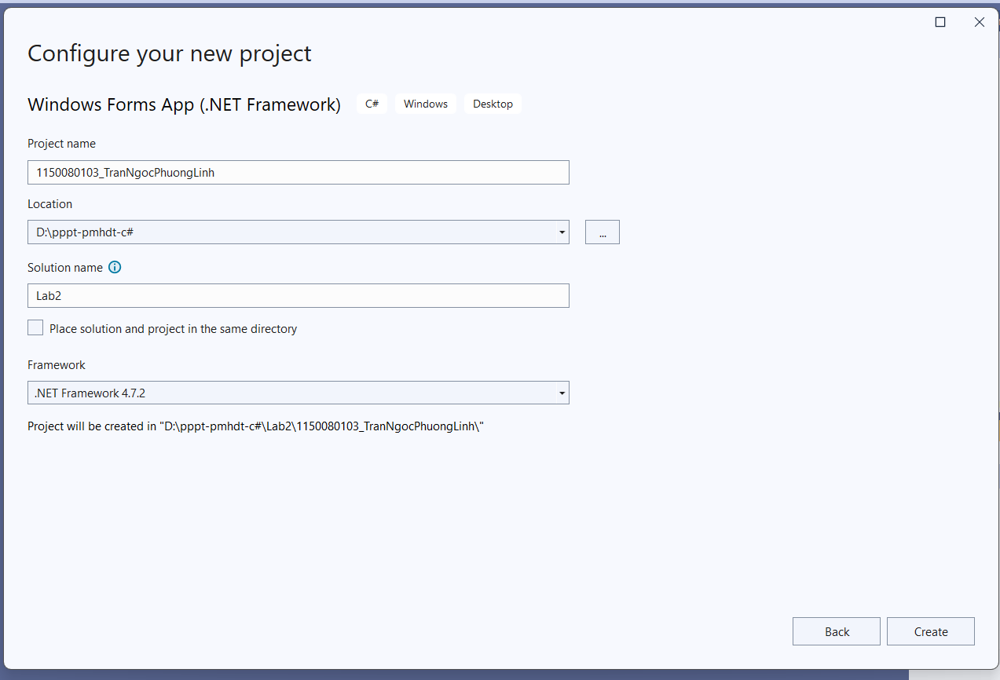 Configure your new project
Windows Forms App (.NET Framework) C# Windows Desktop
Project name
1150080103_TranNgocPhuongLinh
Location
D:\pppt-pmhdt-c#
...
Solution name
Lab2
Place solution and project in the same directory
Framework
.NET Framework 4.7.2
Project will be created in "D:\pppt-pmhdt-c#\Lab2\1150080103_TranNgocPhuongLinh\"
Back Create